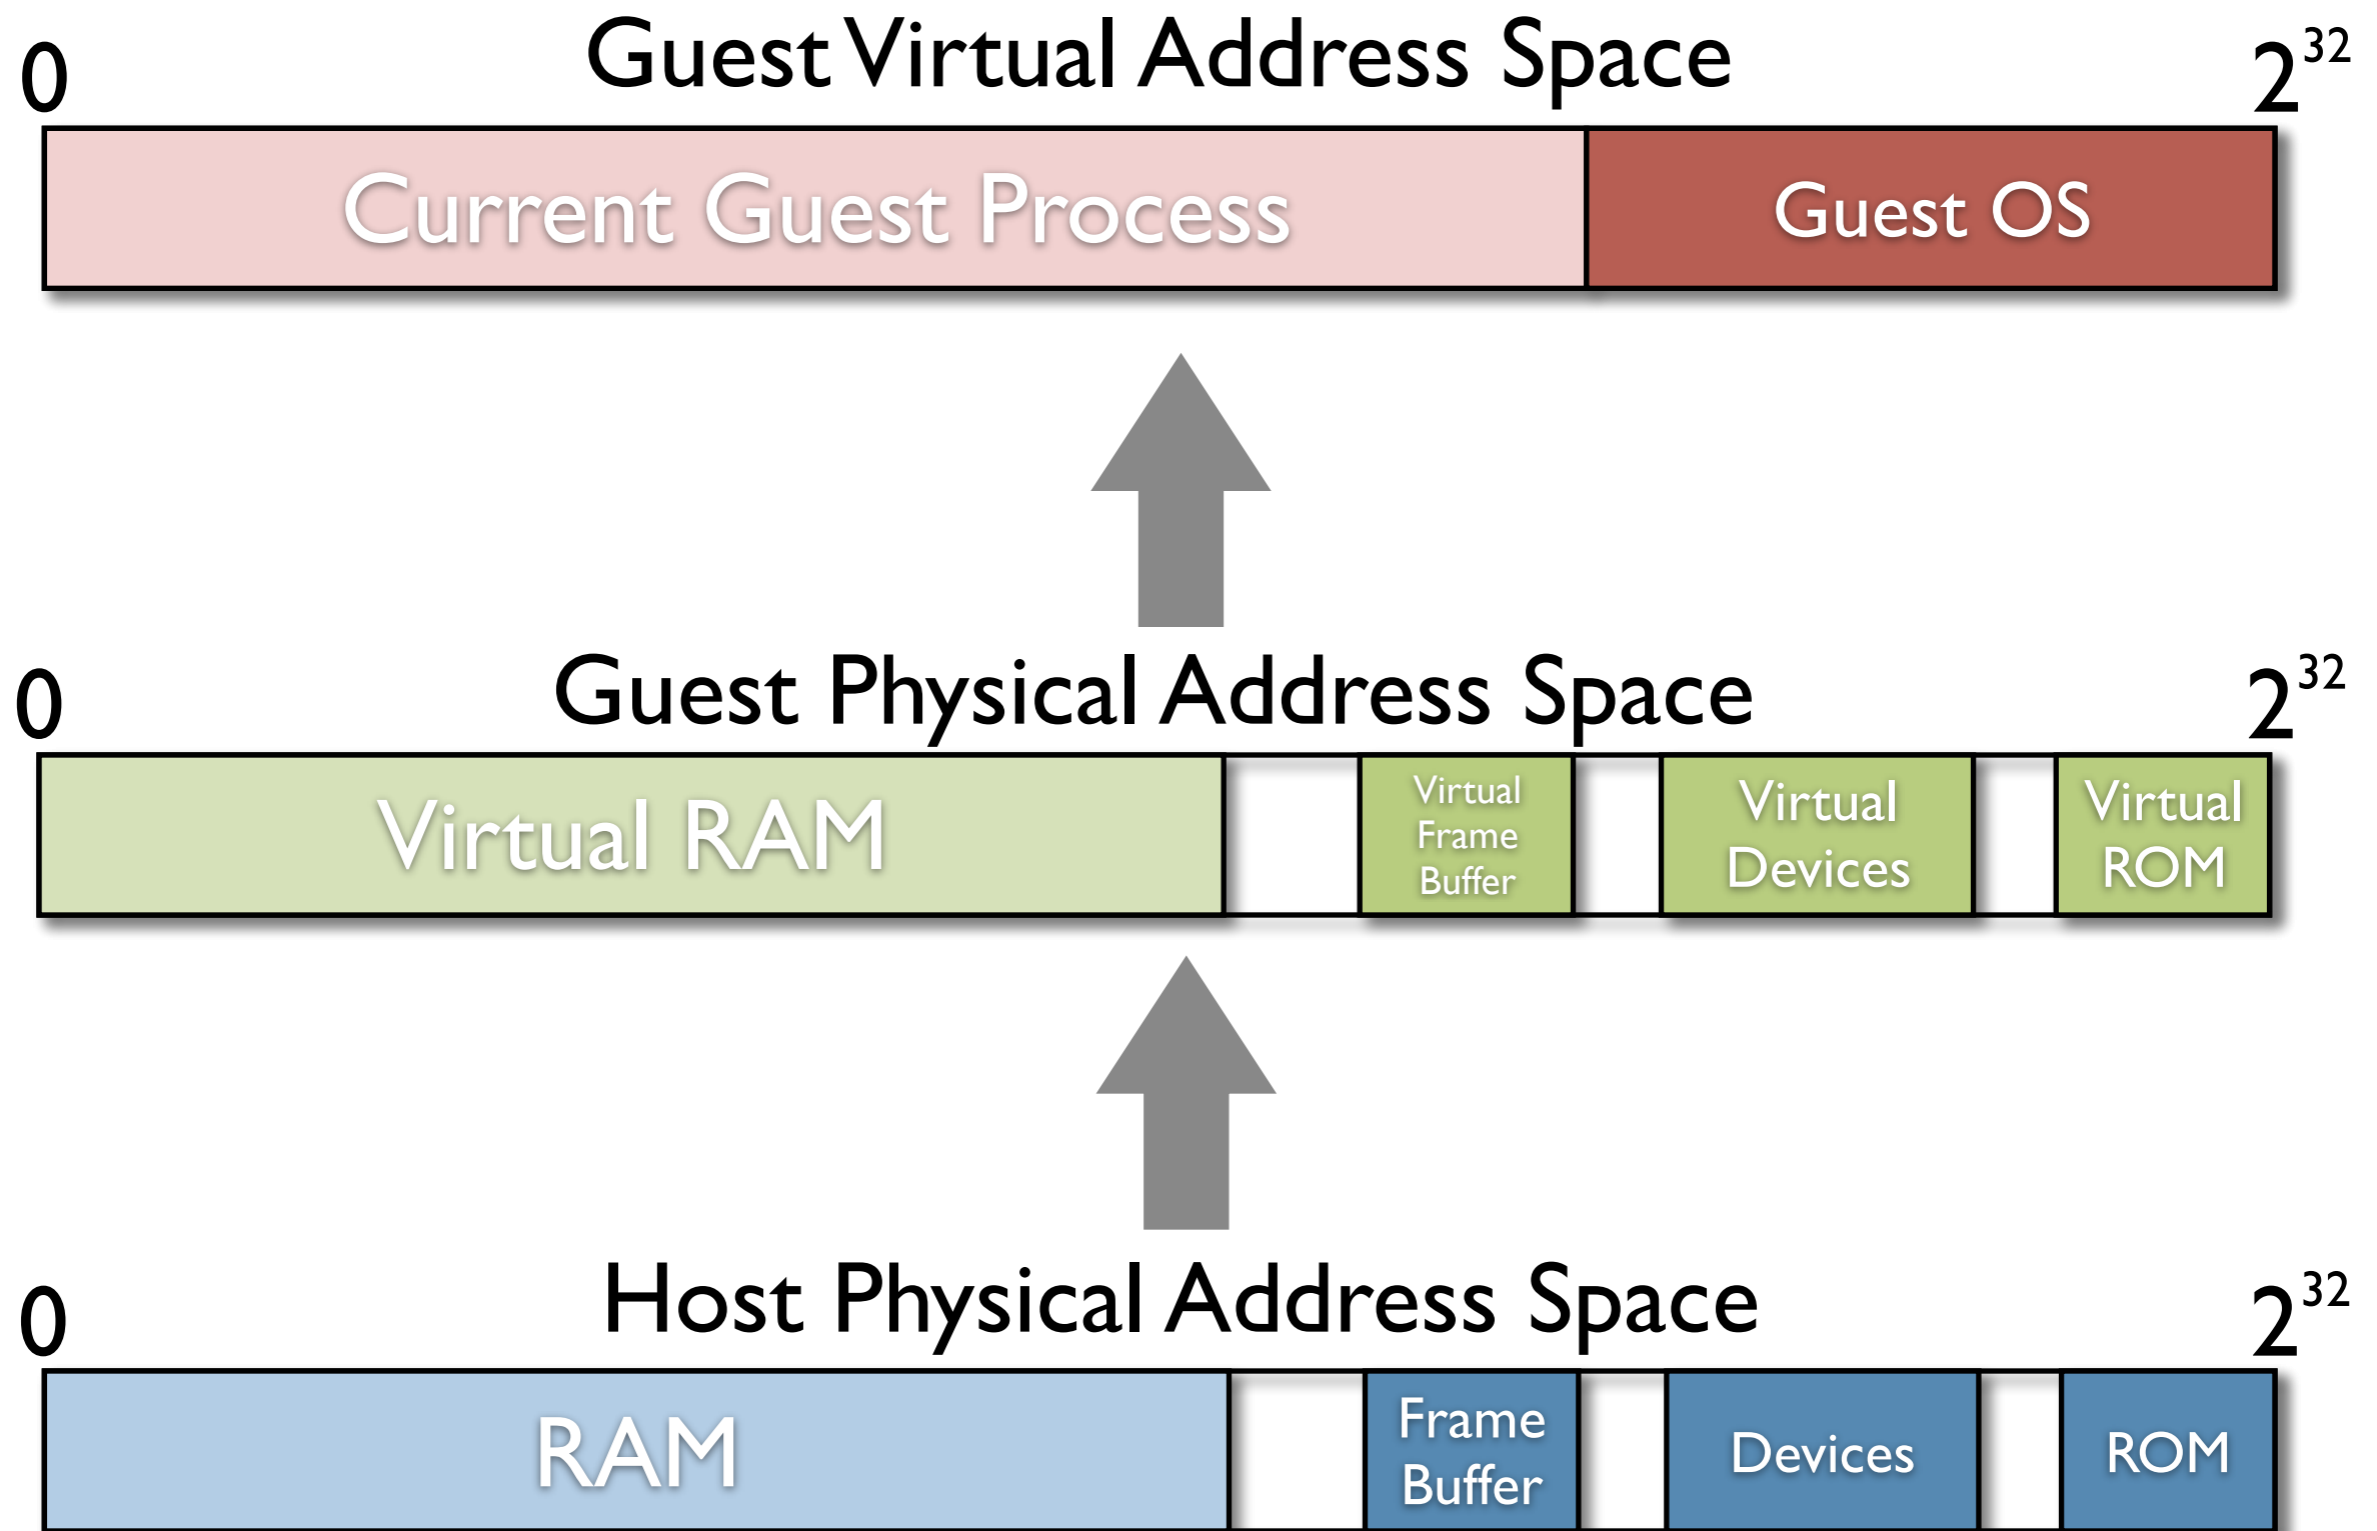 Guest Virtual Address Space
0
2^32
Current Guest Process
Guest OS
Guest Physical Address Space
0
2^32
Virtual RAM
Virtual
Frame
Buffer
Virtual
Devices
Virtual
ROM
Host Physical Address Space
0
2^32
RAM
Frame
Buffer
Devices
ROM